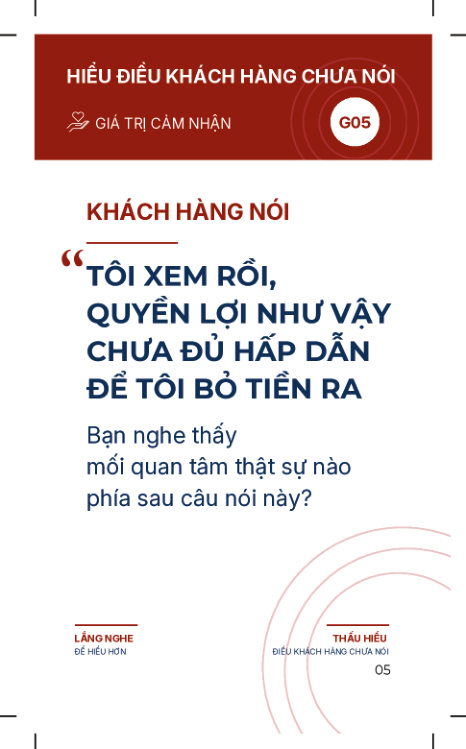 HIỂU ĐIỀU KHÁCH HÀNG CHƯA NÓI
GIÁ TRỊ CẢM NHẬN
G05
KHÁCH HÀNG NÓI
“TÔI XEM RỒI,
QUYỀN LỢI NHƯ VẬY
CHƯA ĐỦ HẤP DẪN
ĐỂ TÔI BỎ TIỀN RA
Bạn nghe thấy
mối quan tâm thật sự nào
phía sau câu nói này?
LẮNG NGHE
ĐỂ HIỂU HƠN
THẤU HIỂU
ĐIỀU KHÁCH HÀNG CHƯA NÓI
05